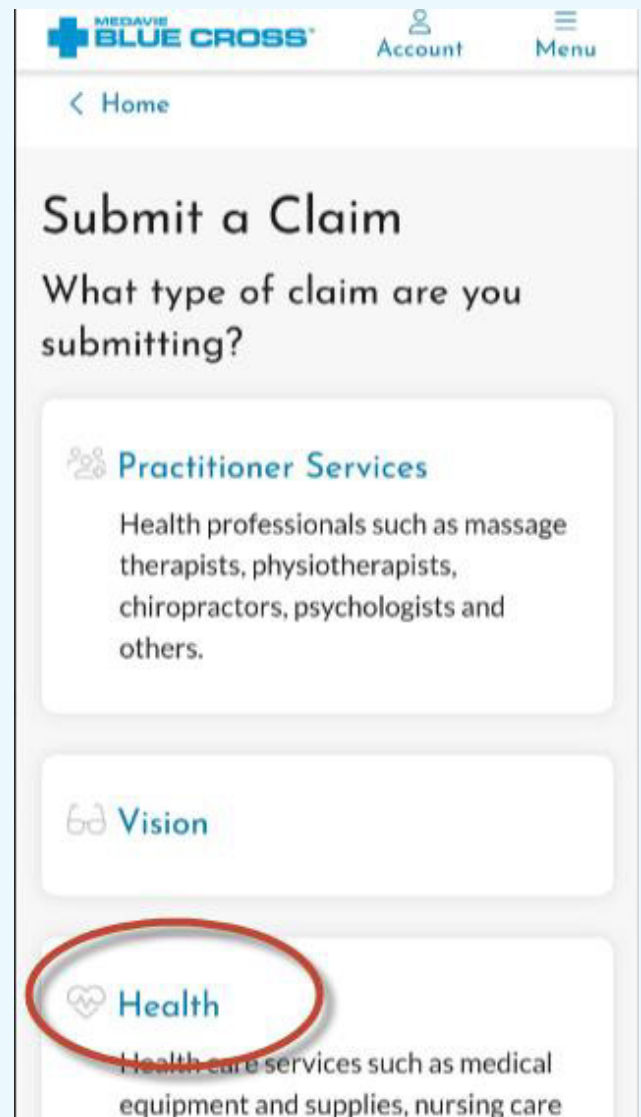 MEDAVIE
BLUE CROSS
Account
Menu
< Home
Submit a Claim
What type of claim are you
submitting?
Practitioner Services
Health professionals such as massage
therapists, physiotherapists,
chiropractors, psychologists and
others.
Vision
Health
Health care services such as medical
equipment and supplies, nursing care